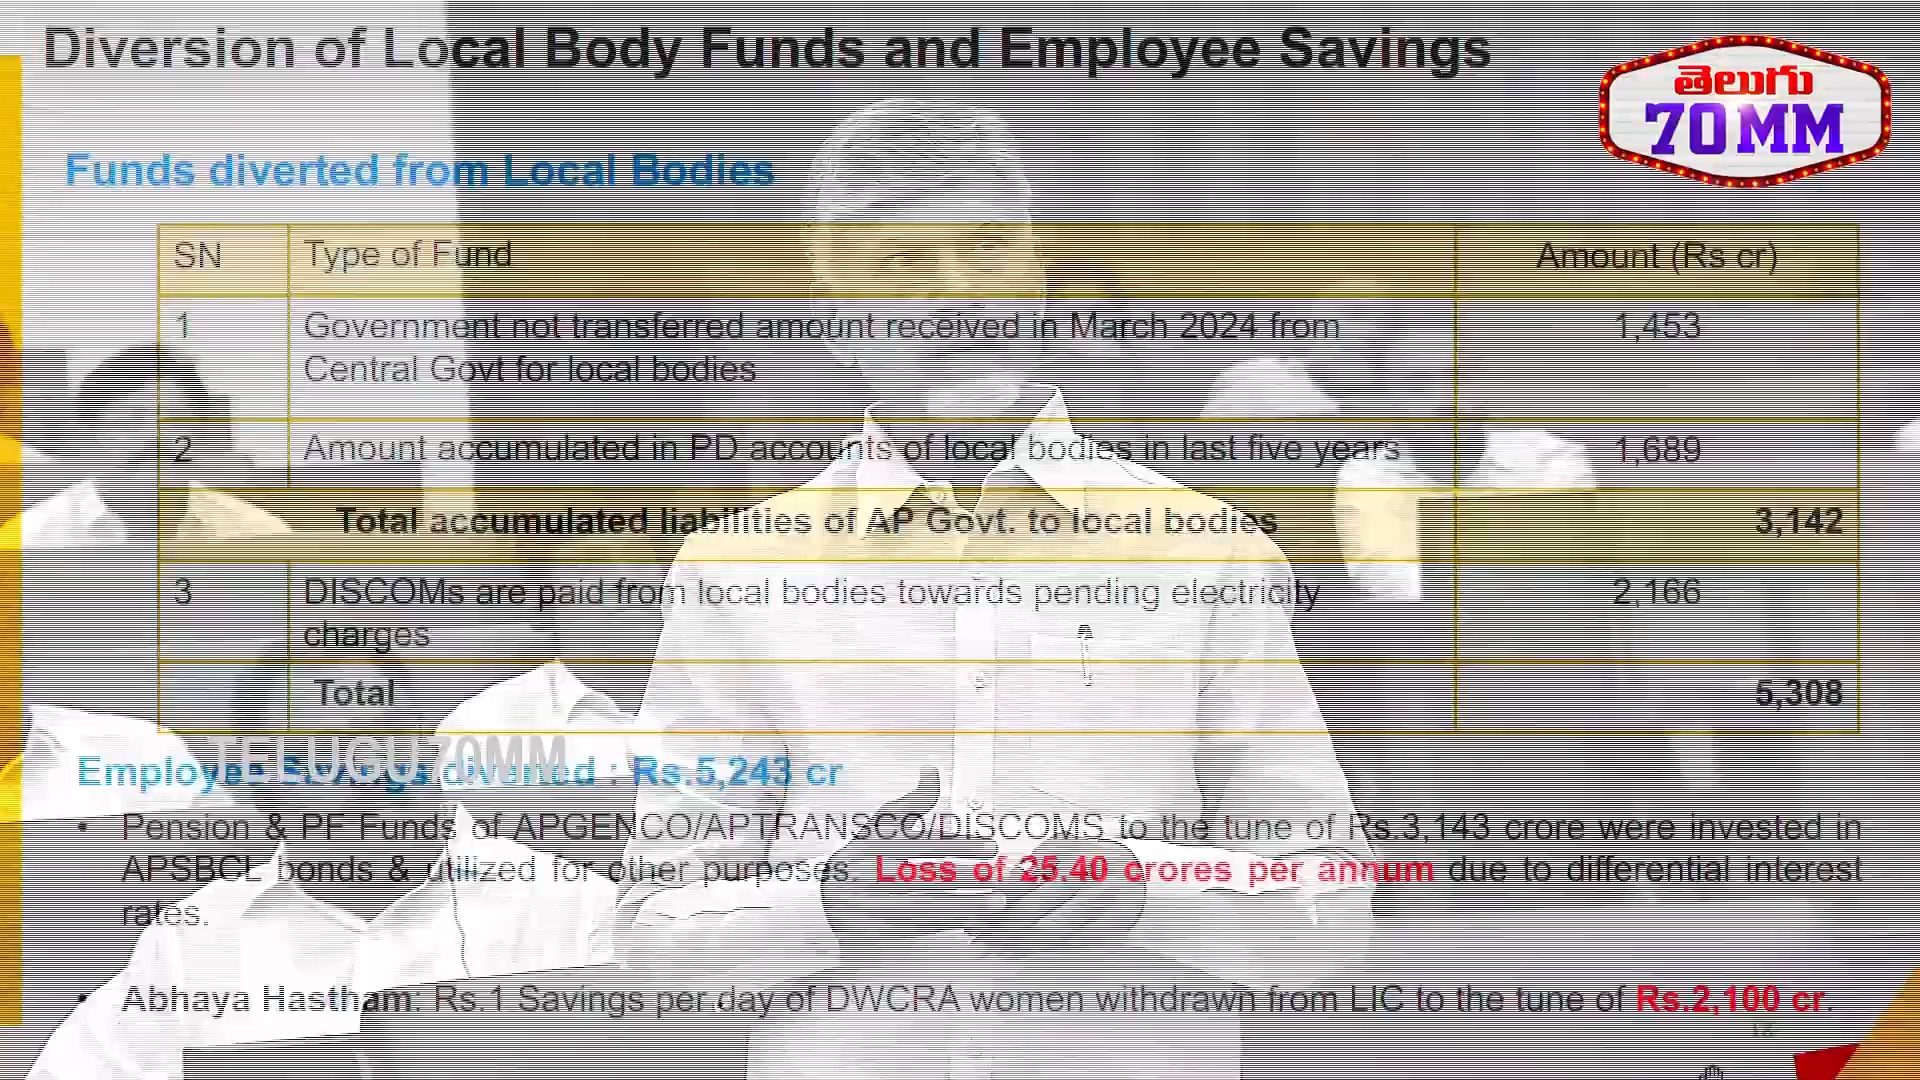 Diversion of Local Body Funds and Employee Savings
తెలుగు
70MM
Funds diverted from Local Bodies
SN Type of Fund Amount (Rs cr)
1 Government not transferred amount received in March 2024 from 1,453
Central Govt for local bodies
2 Amount accumulated in PD accounts of local bodies in last five years 1,689
Total accumulated liabilities of AP Govt. to local bodies 3,142
3 DISCOMs are paid from local bodies towards pending electricity 2,166
charges
Total 5,308
TELUGU70MM
Employee Savings diverted : Rs.5,243 cr
• Pension & PF Funds of APGENCO/APTRANSCO/DISCOMS to the tune of Rs.3,143 crore were invested in
APSBCL bonds & utilized for other purposes. Loss of 25.40 crores per annum due to differential interest
rates.
• Abhaya Hastham: Rs.1 Savings per day of DWCRA women withdrawn from LIC to the tune of Rs.2,100 cr.